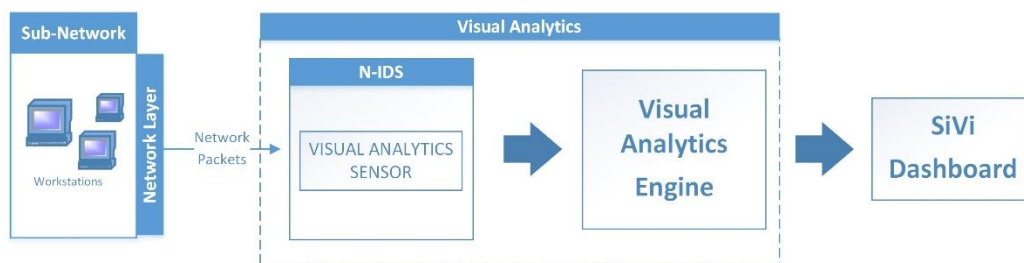 Sub-Network
Workstations
Network Layer
Network
Packets
Visual Analytics
N-IDS
VISUAL ANALYTICS
SENSOR
Visual
Analytics
Engine
SiVi
Dashboard